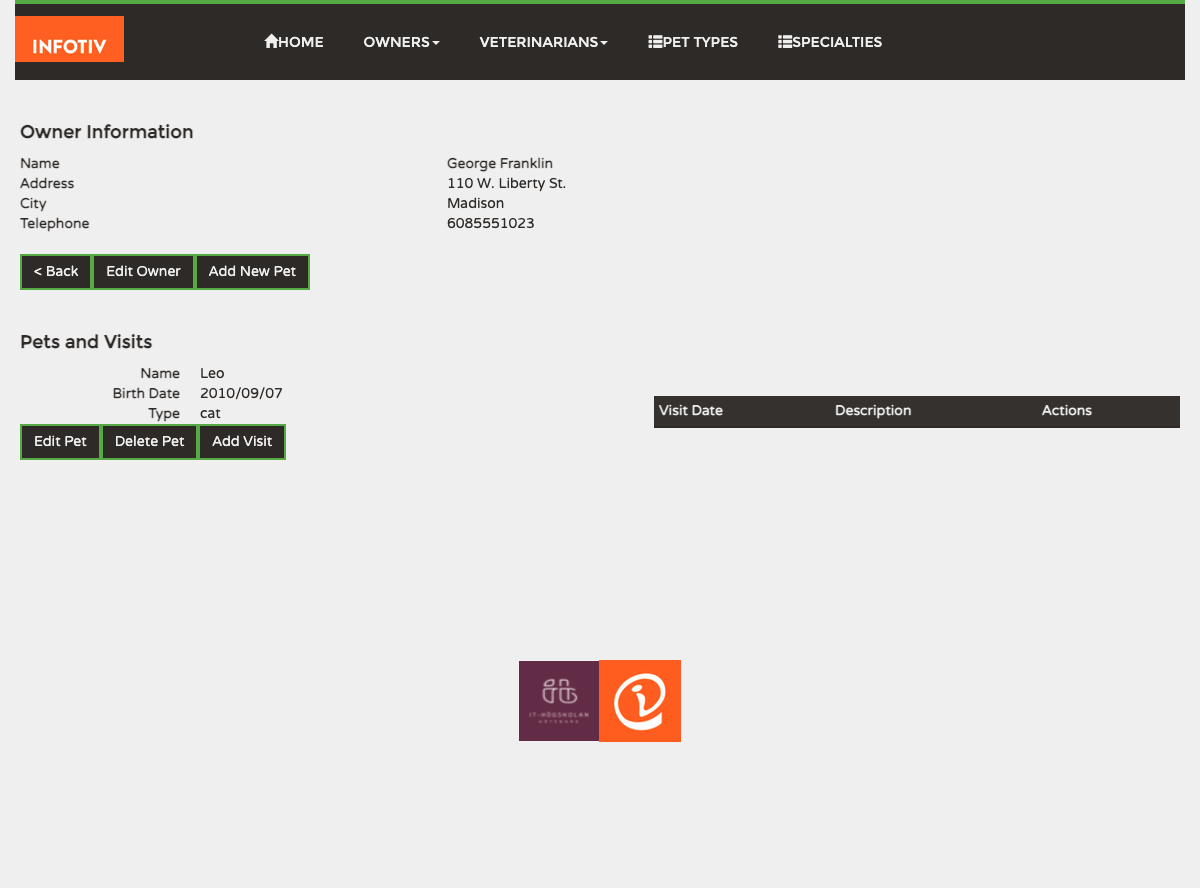 INFOTIV
HOME OWNERS VETERINARIANS PET TYPES SPECIALTIES
Owner Information
Name George Franklin
Address 110 W. Liberty St.
City Madison
Telephone 6085551023
< Back Edit Owner Add New Pet
Pets and Visits
Name Leo
Birth Date 2010/09/07
Type cat
Visit Date Description Actions
Edit Pet Delete Pet Add Visit
IT-HÖGSKOLAN
GÖTEBORG